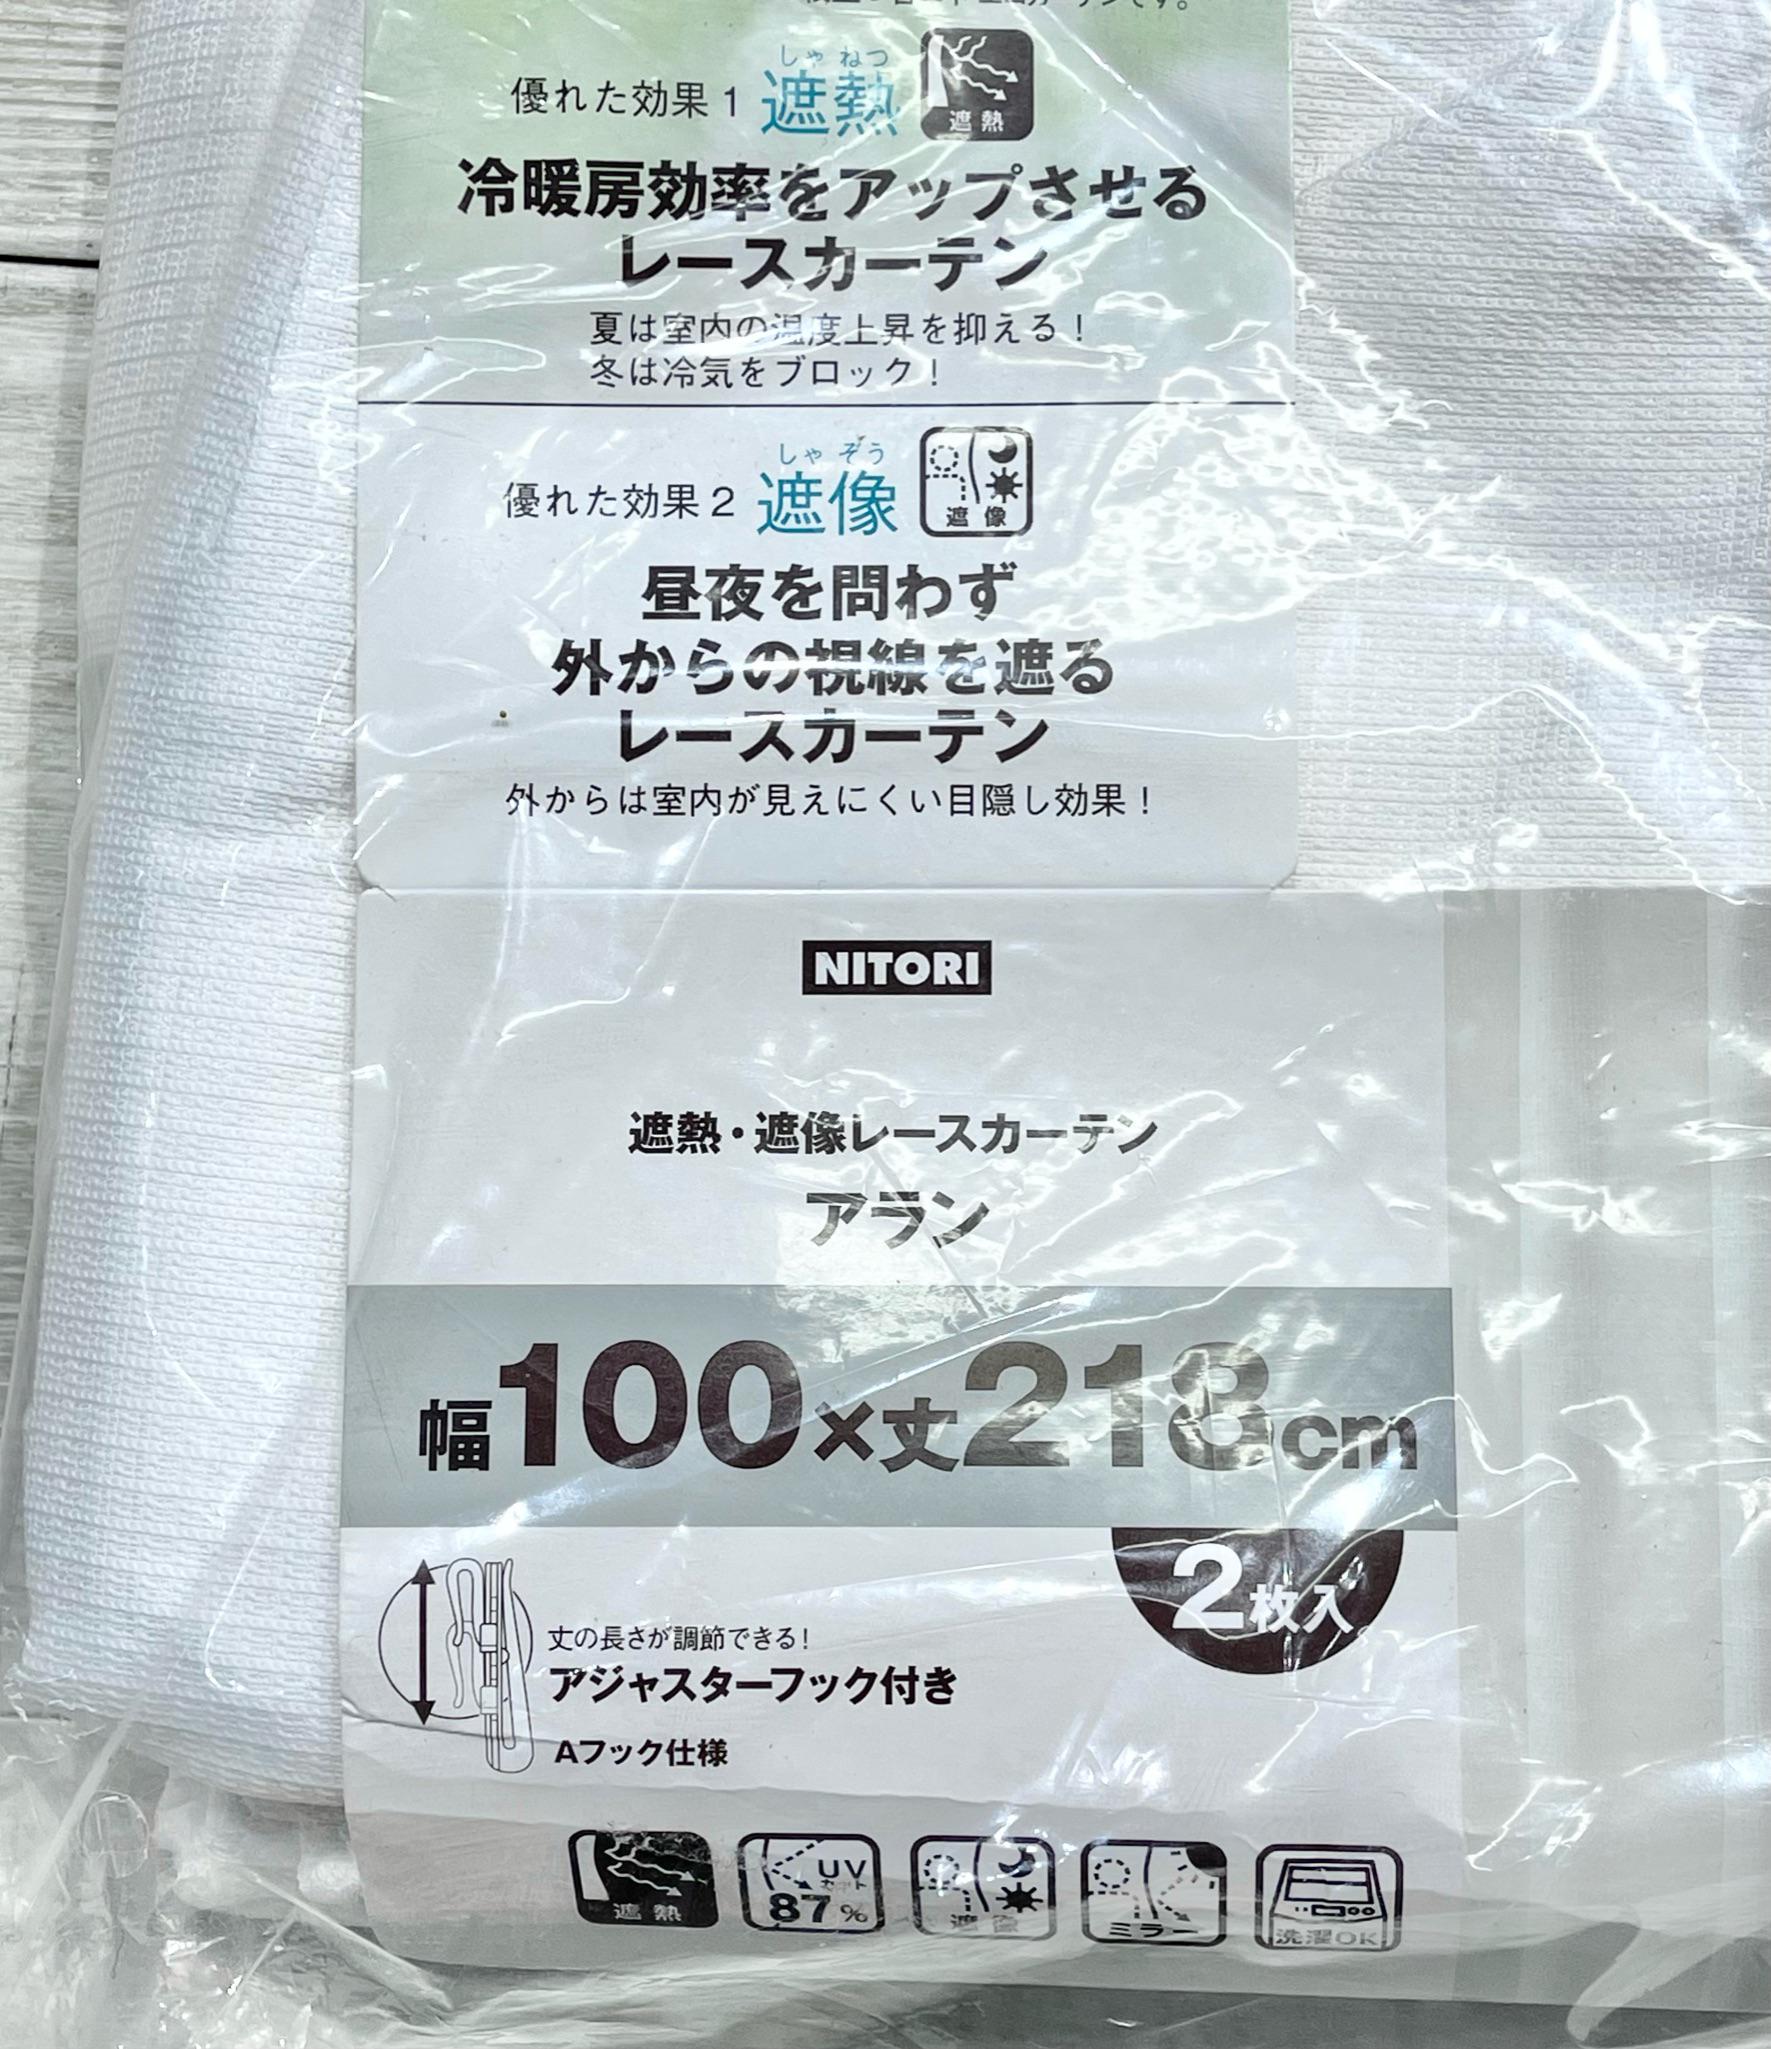 しゃ ねつ
優れた効果1 遮熱
遮熱
冷暖房効率をアップさせる
レースカーテン
夏は室内の温度上昇を抑える！
冬は冷気をブロック！
しゃ ぞう
優れた効果2 遮像
遮像
昼夜を問わず
外からの視線を遮る
レースカーテン
外からは室内が見えにくい目隠し効果！
NITORI
遮熱・遮像レースカーテン
アラン
幅100×丈218cm
2枚入
丈の長さが調節できる！
アジャスターフック付き
Aフック仕様
遮熱
UV
カット
87%
遮像
ミラー
洗濯OK